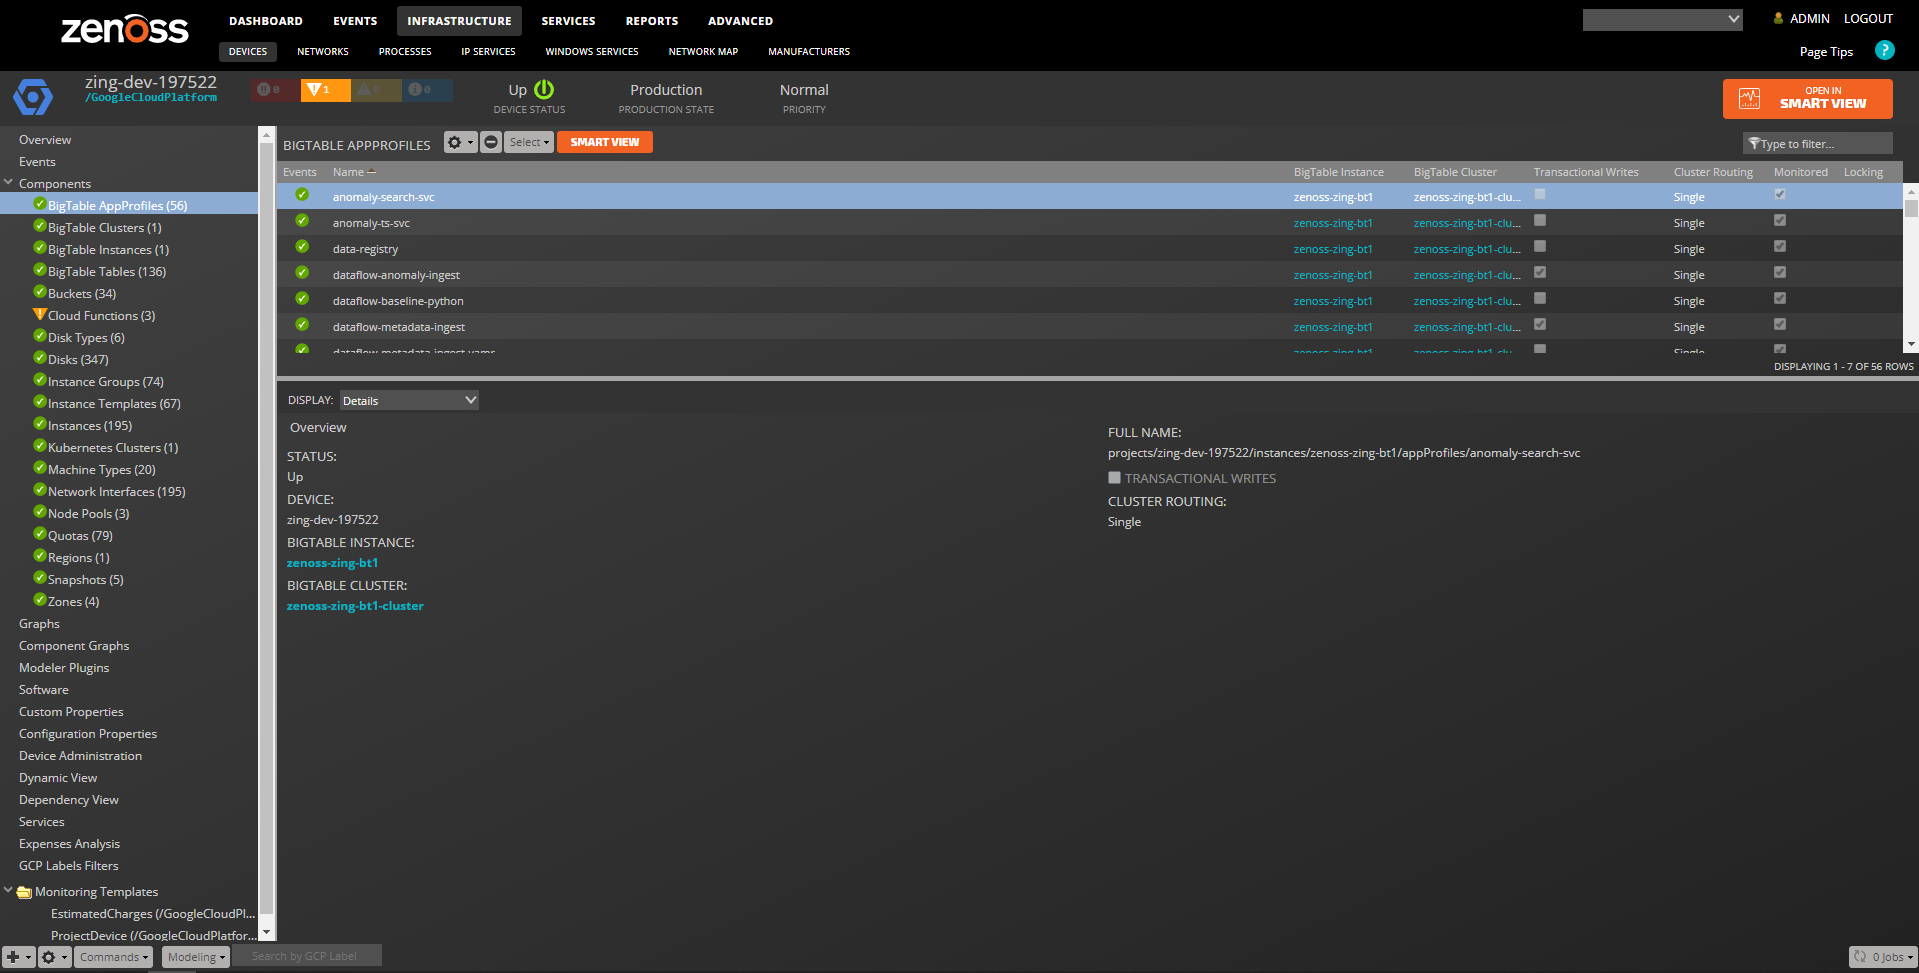 zenoss
DASHBOARD EVENTS INFRASTRUCTURE SERVICES REPORTS ADVANCED
ADMIN LOGOUT
DEVICES NETWORKS PROCESSES IP SERVICES WINDOWS SERVICES NETWORK MAP MANUFACTURERS
Page Tips ?
zing-dev-197522
/GoogleCloudPlatform
0 1 0 0
Up
DEVICE STATUS
Production
PRODUCTION STATE
Normal
PRIORITY
OPEN IN
SMART VIEW
Overview
Events
Components
BigTable AppProfiles (56)
BigTable Clusters (1)
BigTable Instances (1)
BigTable Tables (136)
Buckets (34)
Cloud Functions (3)
Disk Types (6)
Disks (347)
Instance Groups (74)
Instance Templates (67)
Instances (195)
Kubernetes Clusters (1)
Machine Types (20)
Network Interfaces (195)
Node Pools (3)
Quotas (79)
Regions (1)
Snapshots (5)
Zones (4)
Graphs
Component Graphs
Modeler Plugins
Software
Custom Properties
Configuration Properties
Device Administration
Dynamic View
Dependency View
Services
Expenses Analysis
GCP Labels Filters
Monitoring Templates
EstimatedCharges (/GoogleCloudPl...
ProjectDevice (/GoogleCloudPlatfor...
BIGTABLE APPPROFILES Select SMART VIEW Type to filter...
Events Name BigTable Instance BigTable Cluster Transactional Writes Cluster Routing Monitored Locking
anomaly-search-svc zenoss-zing-bt1 zenoss-zing-bt1-clu... Single
anomaly-ts-svc zenoss-zing-bt1 zenoss-zing-bt1-clu... Single
data-registry zenoss-zing-bt1 zenoss-zing-bt1-clu... Single
dataflow-anomaly-ingest zenoss-zing-bt1 zenoss-zing-bt1-clu... Single
dataflow-baseline-python zenoss-zing-bt1 zenoss-zing-bt1-clu... Single
dataflow-metadata-ingest zenoss-zing-bt1 zenoss-zing-bt1-clu... Single
dataflow-metadata-ingest-yamr zenoss-zing-bt1 zenoss-zing-bt1-clu... Single
DISPLAYING 1 - 7 OF 56 ROWS
DISPLAY: Details
Overview
STATUS:
Up
DEVICE:
zing-dev-197522
BIGTABLE INSTANCE:
zenoss-zing-bt1
BIGTABLE CLUSTER:
zenoss-zing-bt1-cluster
FULL NAME:
projects/zing-dev-197522/instances/zenoss-zing-bt1/appProfiles/anomaly-search-svc
TRANSACTIONAL WRITES
CLUSTER ROUTING:
Single
Commands Modeling Search by GCP Label 0 Jobs